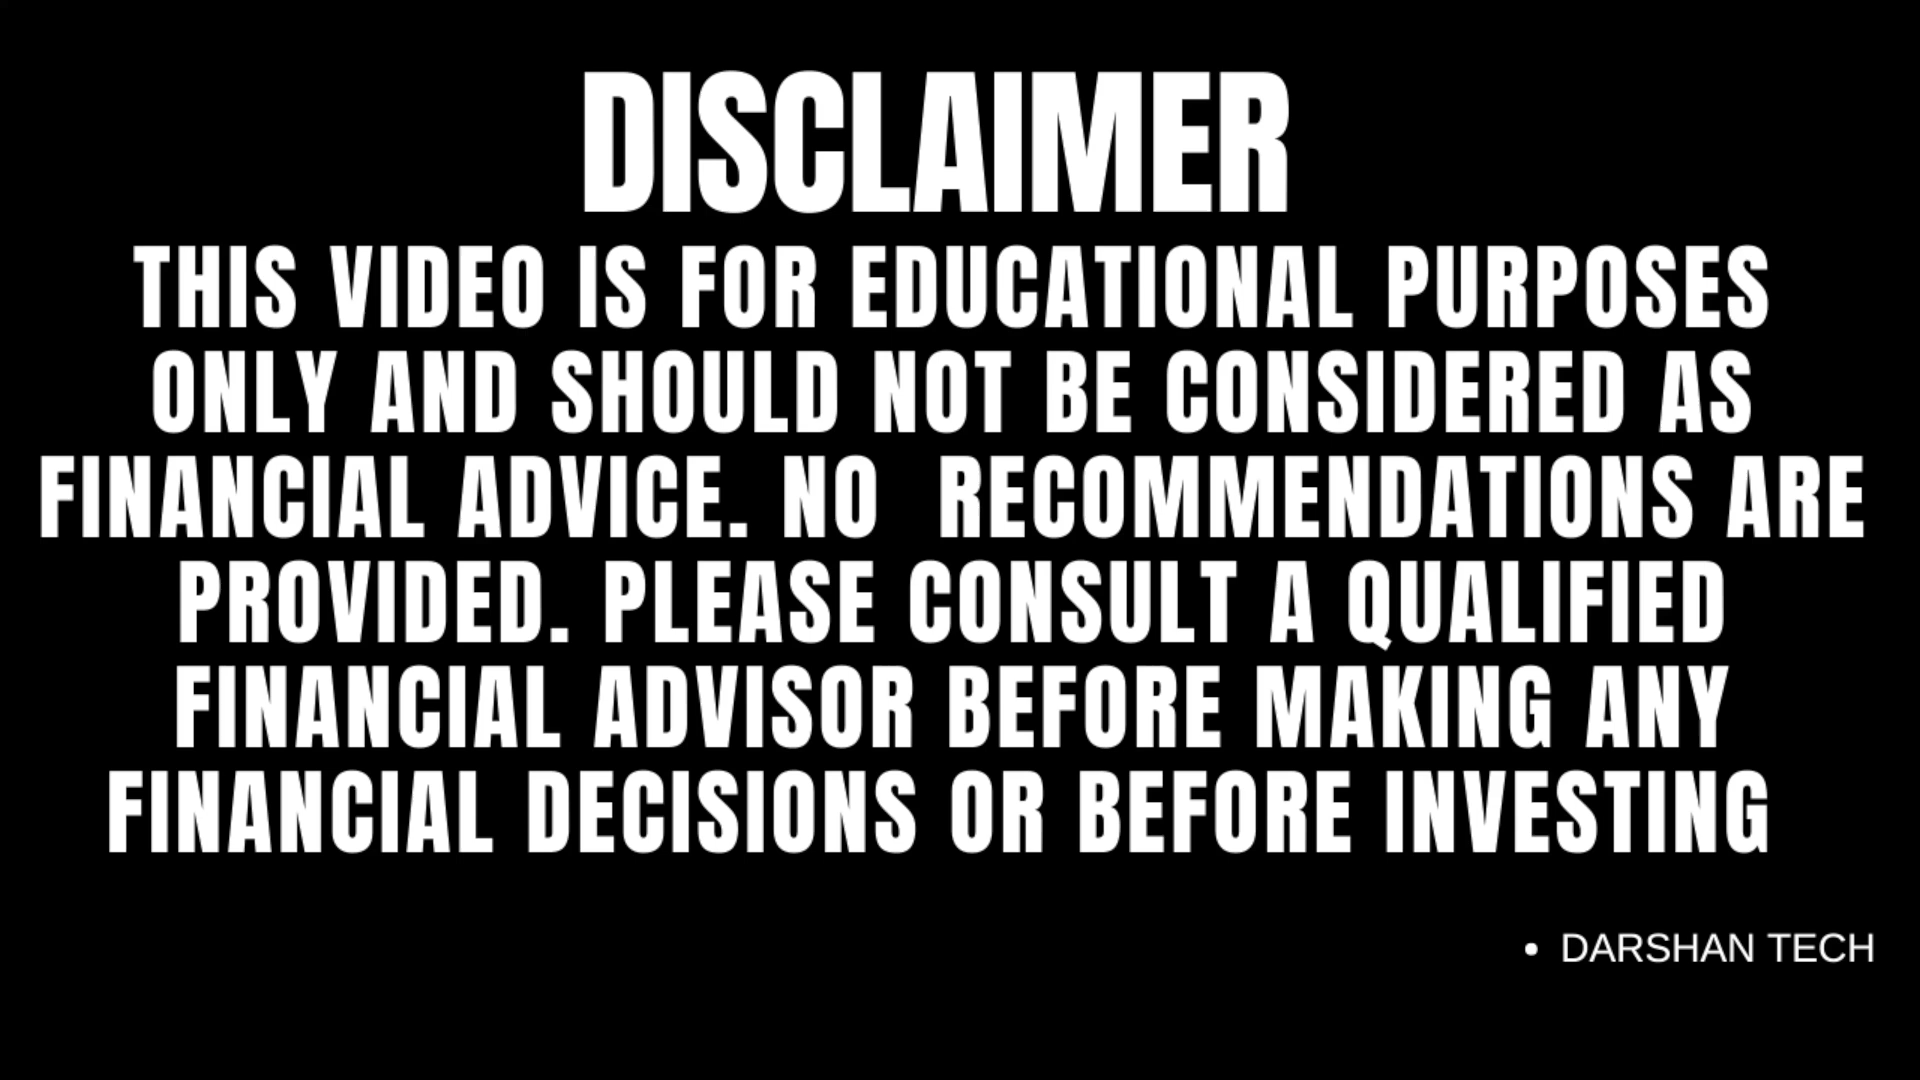 DISCLAIMER
THIS VIDEO IS FOR EDUCATIONAL PURPOSES
ONLY AND SHOULD NOT BE CONSIDERED AS
FINANCIAL ADVICE. NO  RECOMMENDATIONS ARE
PROVIDED. PLEASE CONSULT A QUALIFIED
FINANCIAL ADVISOR BEFORE MAKING ANY
FINANCIAL DECISIONS OR BEFORE INVESTING
• DARSHAN TECH